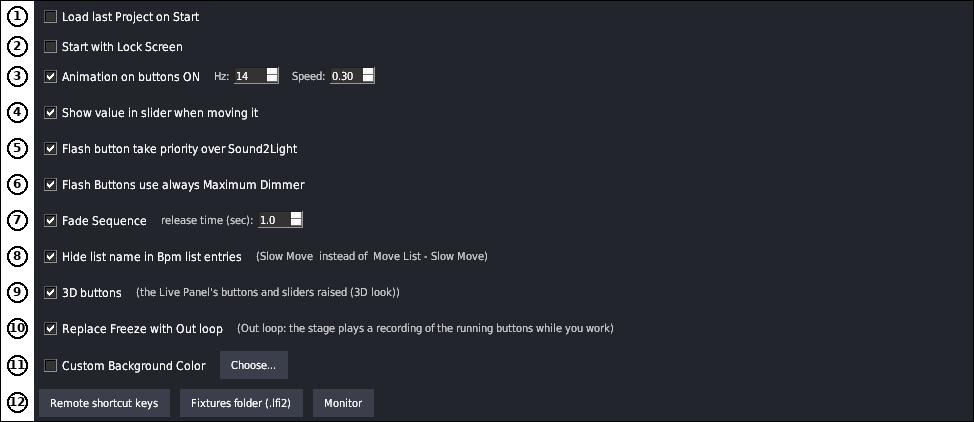 1 Load last Project on Start
2 Start with Lock Screen
3 Animation on buttons ON Hz: 14 Speed: 0.30
4 Show value in slider when moving it
5 Flash button take priority over Sound2Light
6 Flash Buttons use always Maximum Dimmer
7 Fade Sequence release time (sec): 1.0
8 Hide list name in Bpm list entries (Slow Move instead of Move List - Slow Move)
9 3D buttons (the Live Panel's buttons and sliders raised (3D look))
10 Replace Freeze with Out loop (Out loop: the stage plays a recording of the running buttons while you work)
11 Custom Background Color Choose...
12 Remote shortcut keys Fixtures folder (.lfi2) Monitor